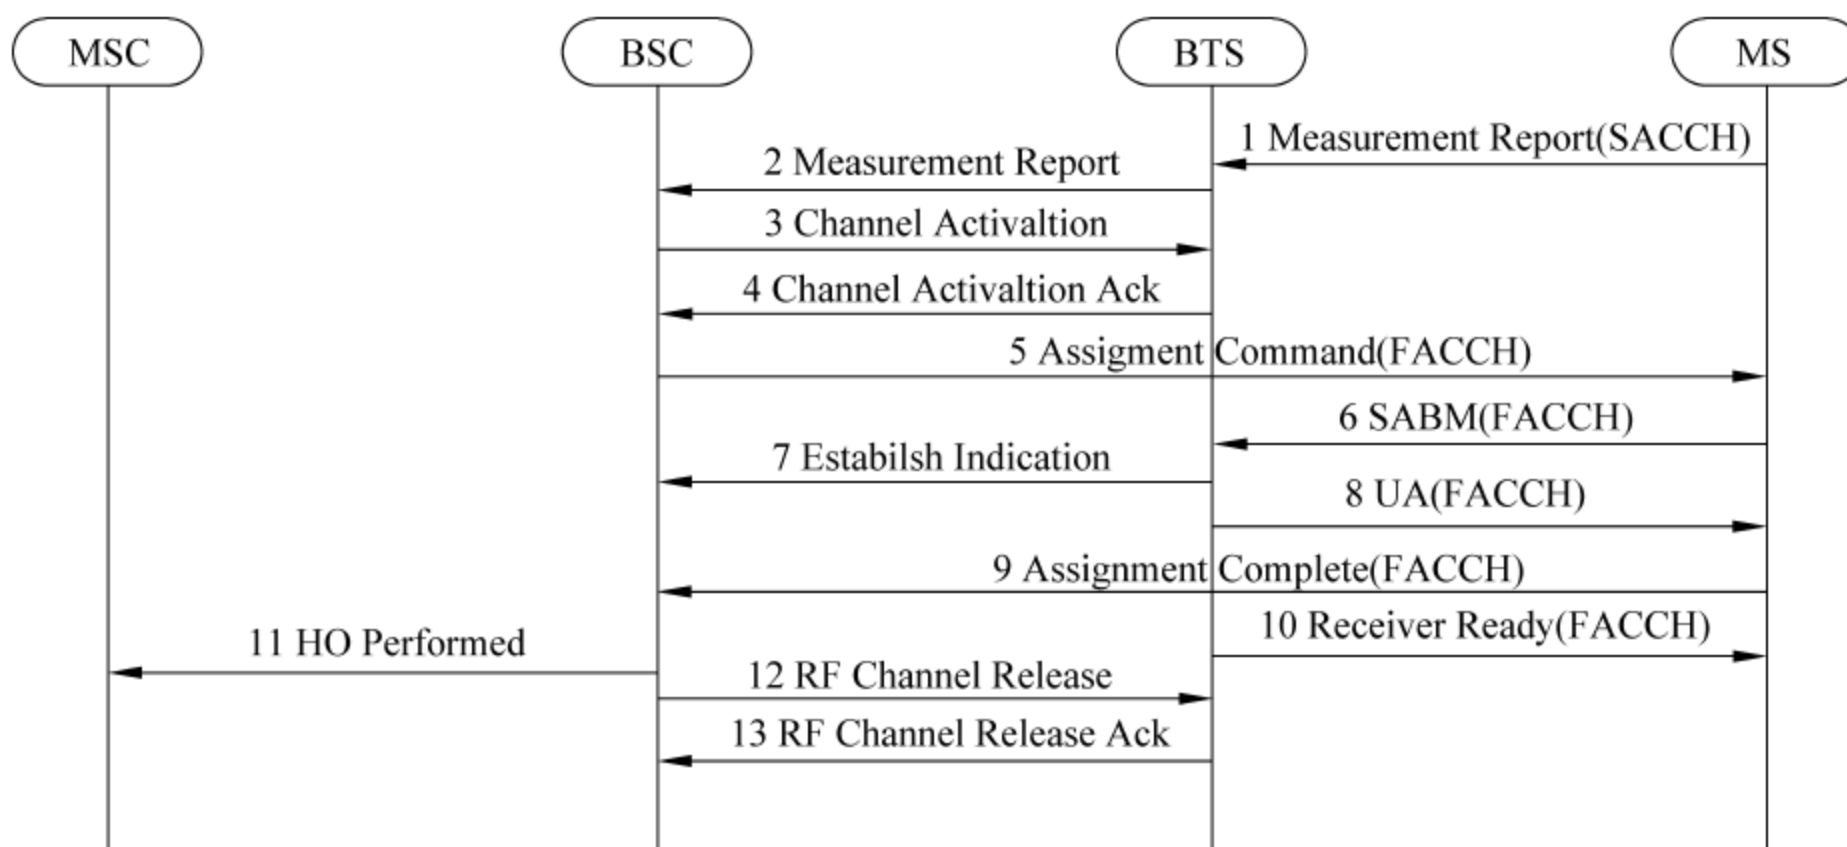 MSC
BSC
BTS
MS
1 Measurement Report(SACCH)
2 Measurement Report
3 Channel Activaltion
4 Channel Activaltion Ack
5 Assigment Command(FACCH)
6 SABM(FACCH)
7 Estabilsh Indication
8 UA(FACCH)
9 Assignment Complete(FACCH)
10 Receiver Ready(FACCH)
11 HO Performed
12 RF Channel Release
13 RF Channel Release Ack